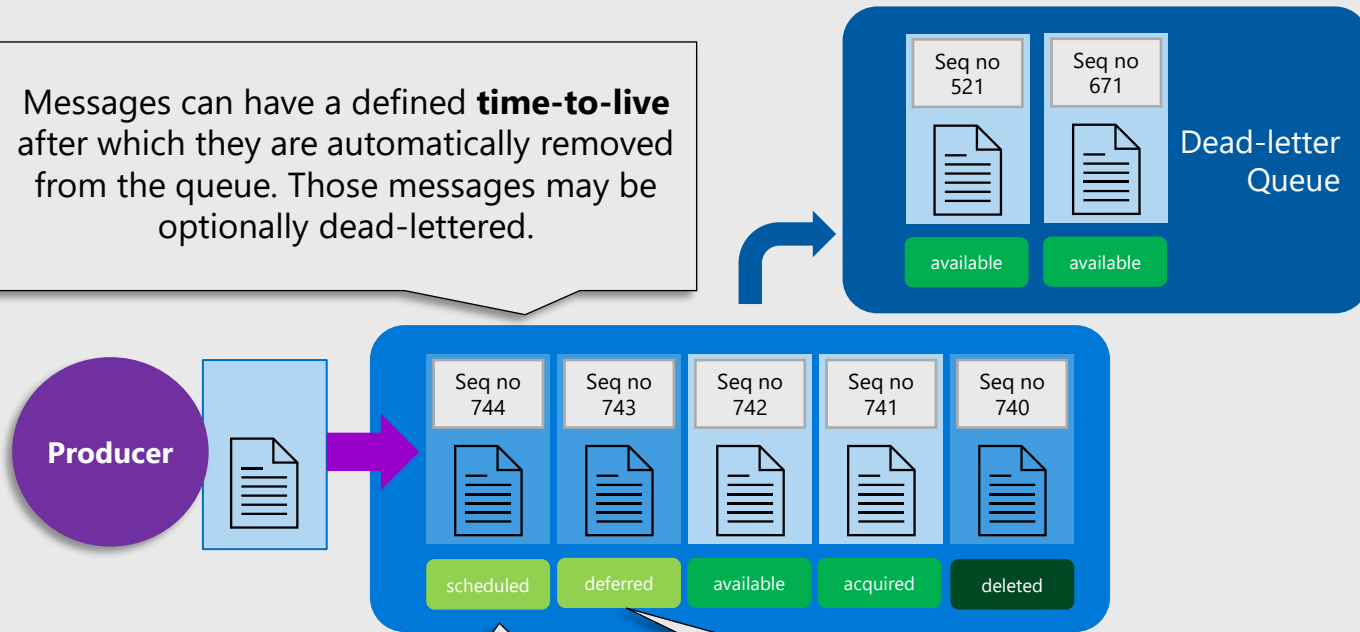 Messages can have a defined time-to-live
after which they are automatically removed
from the queue. Those messages may be
optionally dead-lettered.
Seq no
521
Seq no
671
Dead-letter
Queue
available
available
Producer
Seq no
744
Seq no
743
Seq no
742
Seq no
741
Seq no
740
scheduled
deferred
available
acquired
deleted